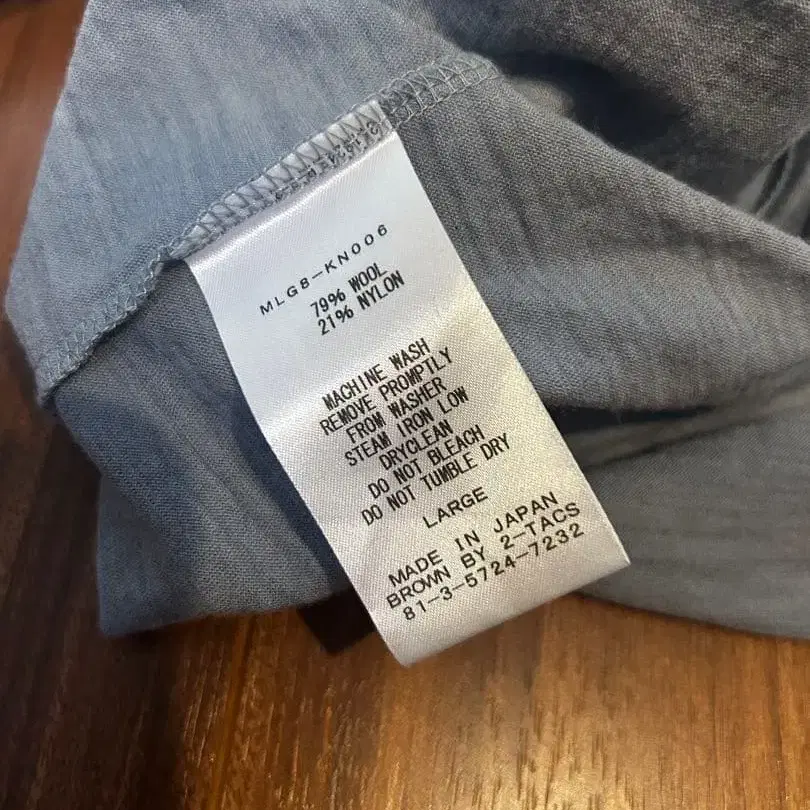 MLG8-KN006
79% WOOL
21% NYLON
MACHINE WASH
REMOVE PROMPTLY
FROM WASHER
STEAM IRON LOW
DRYCLEAN
DO NOT BLEACH
DO NOT TUMBLE DRY
LARGE
MADE IN JAPAN
BROWN BY 2-TACS
81-3-5724-7232